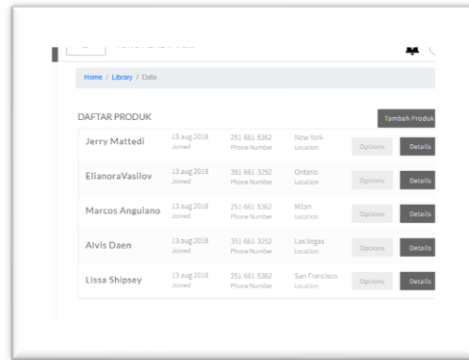 Home / Library / Data
DAFTAR PRODUK
Tambah Produk
Jerry Mattedi
13 aug 2018
Joined
251 661 5362
Phone Number
New York
Location
Options
Details
ElianoraVasilov
13 aug 2018
Joined
351 661 3252
Phone Number
Ontario
Location
Options
Details
Marcos Anguiano
13 aug 2018
Joined
251 661 5362
Phone Number
Milan
Location
Options
Details
Alvis Daen
13 aug 2018
Joined
351 661 3252
Phone Number
Las Vegas
Location
Options
Details
Lissa Shipsey
13 aug 2018
Joined
251 661 5362
Phone Number
San Francisco
Location
Options
Details